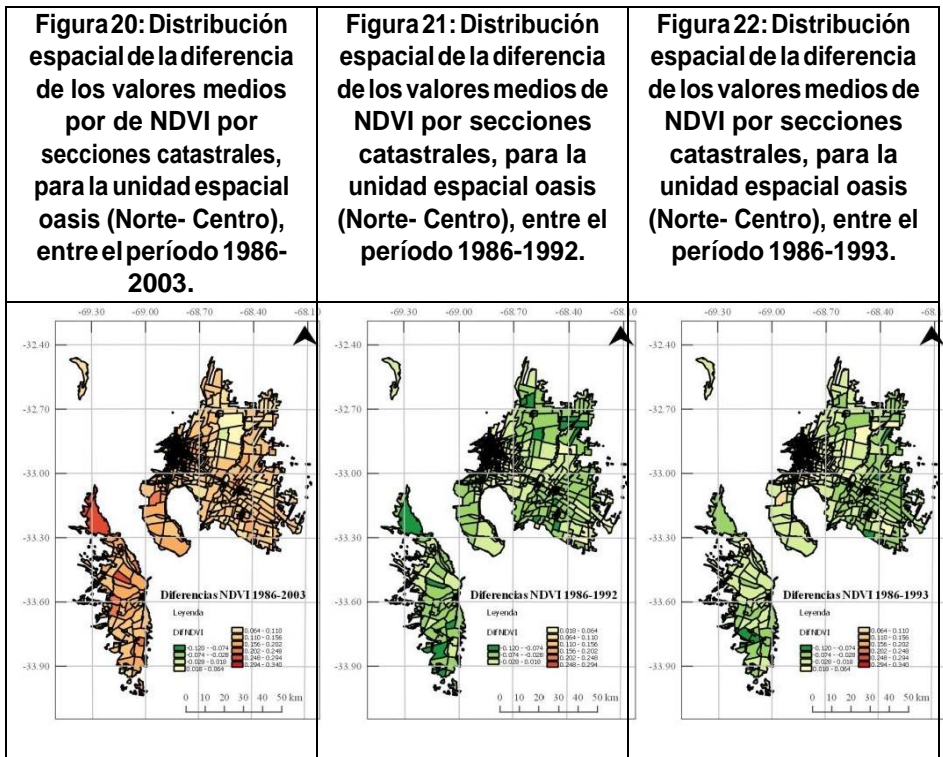 Figura 20: Distribución
espacial de la diferencia
de los valores medios
por de NDVI por
secciones catastrales,
para la unidad espacial
oasis (Norte- Centro),
entre el período 1986-
2003.
Figura 21: Distribución
espacial de la diferencia
de los valores medios de
NDVI por secciones
catastrales, para la
unidad espacial oasis
(Norte- Centro), entre el
período 1986-1992.
Figura 22: Distribución
espacial de la diferencia
de los valores medios de
NDVI por secciones
catastrales, para la
unidad espacial oasis
(Norte- Centro), entre el
período 1986-1993.
-69.30 -69.00 -68.70 -68.40 -68.10
-32.40
-32.70
-33.00
-33.30
-33.60
-33.90
Diferencias NDVI 1986-2003
Leyenda
DifNDVI
-0.120 - -0.074
-0.074 - -0.028
-0.028 - 0.018
0.018 - 0.064
0.064 - 0.110
0.110 - 0.156
0.156 - 0.202
0.202 - 0.248
0.248 - 0.294
0.294 - 0.340
0 10 20 30 40 50 km
-69.30 -69.00 -68.70 -68.40 -68.
-32.40
-32.70
-33.00
-33.30
-33.60
-33.90
Diferencias NDVI 1986-1992
Leyenda
DifNDVI
-0.120 - -0.074
-0.074 - -0.028
-0.028 - 0.018
0.018 - 0.064
0.064 - 0.110
0.110 - 0.156
0.156 - 0.202
0.202 - 0.248
0.248 - 0.294
0 10 20 30 40 50 km
-69.30 -69.00 -68.70 -68.40 -68.
-32.40
-32.70
-33.00
-33.30
-33.60
-33.90
Diferencias NDVI 1986-1993
Leyenda
DifNDVI
-0.120 - -0.074
-0.074 - -0.028
-0.028 - 0.018
0.018 - 0.064
0.064 - 0.110
0.110 - 0.156
0.156 - 0.202
0.202 - 0.248
0.248 - 0.294
0.294 - 0.340
0 10 20 30 40 50 km